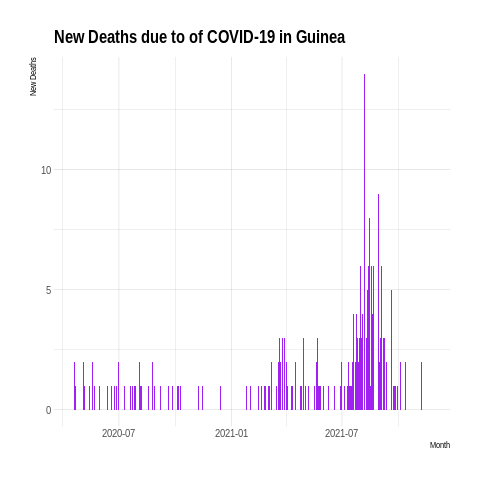 New Deaths due to of COVID-19 in Guinea
New Deaths
10
5
0
2020-07
2021-01
2021-07
Month